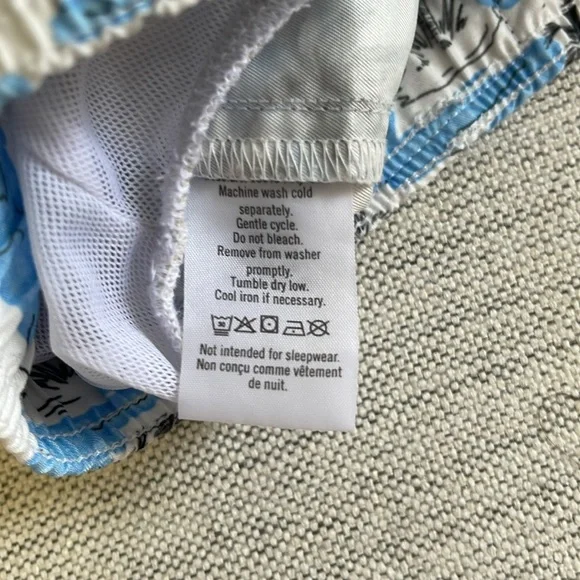 Machine wash cold
separately.
Gentle cycle.
Do not bleach.
Remove from washer
promptly.
Tumble dry low.
Cool iron if necessary.
30
Not intended for sleepwear.
Non conçu comme vêtement
de nuit.